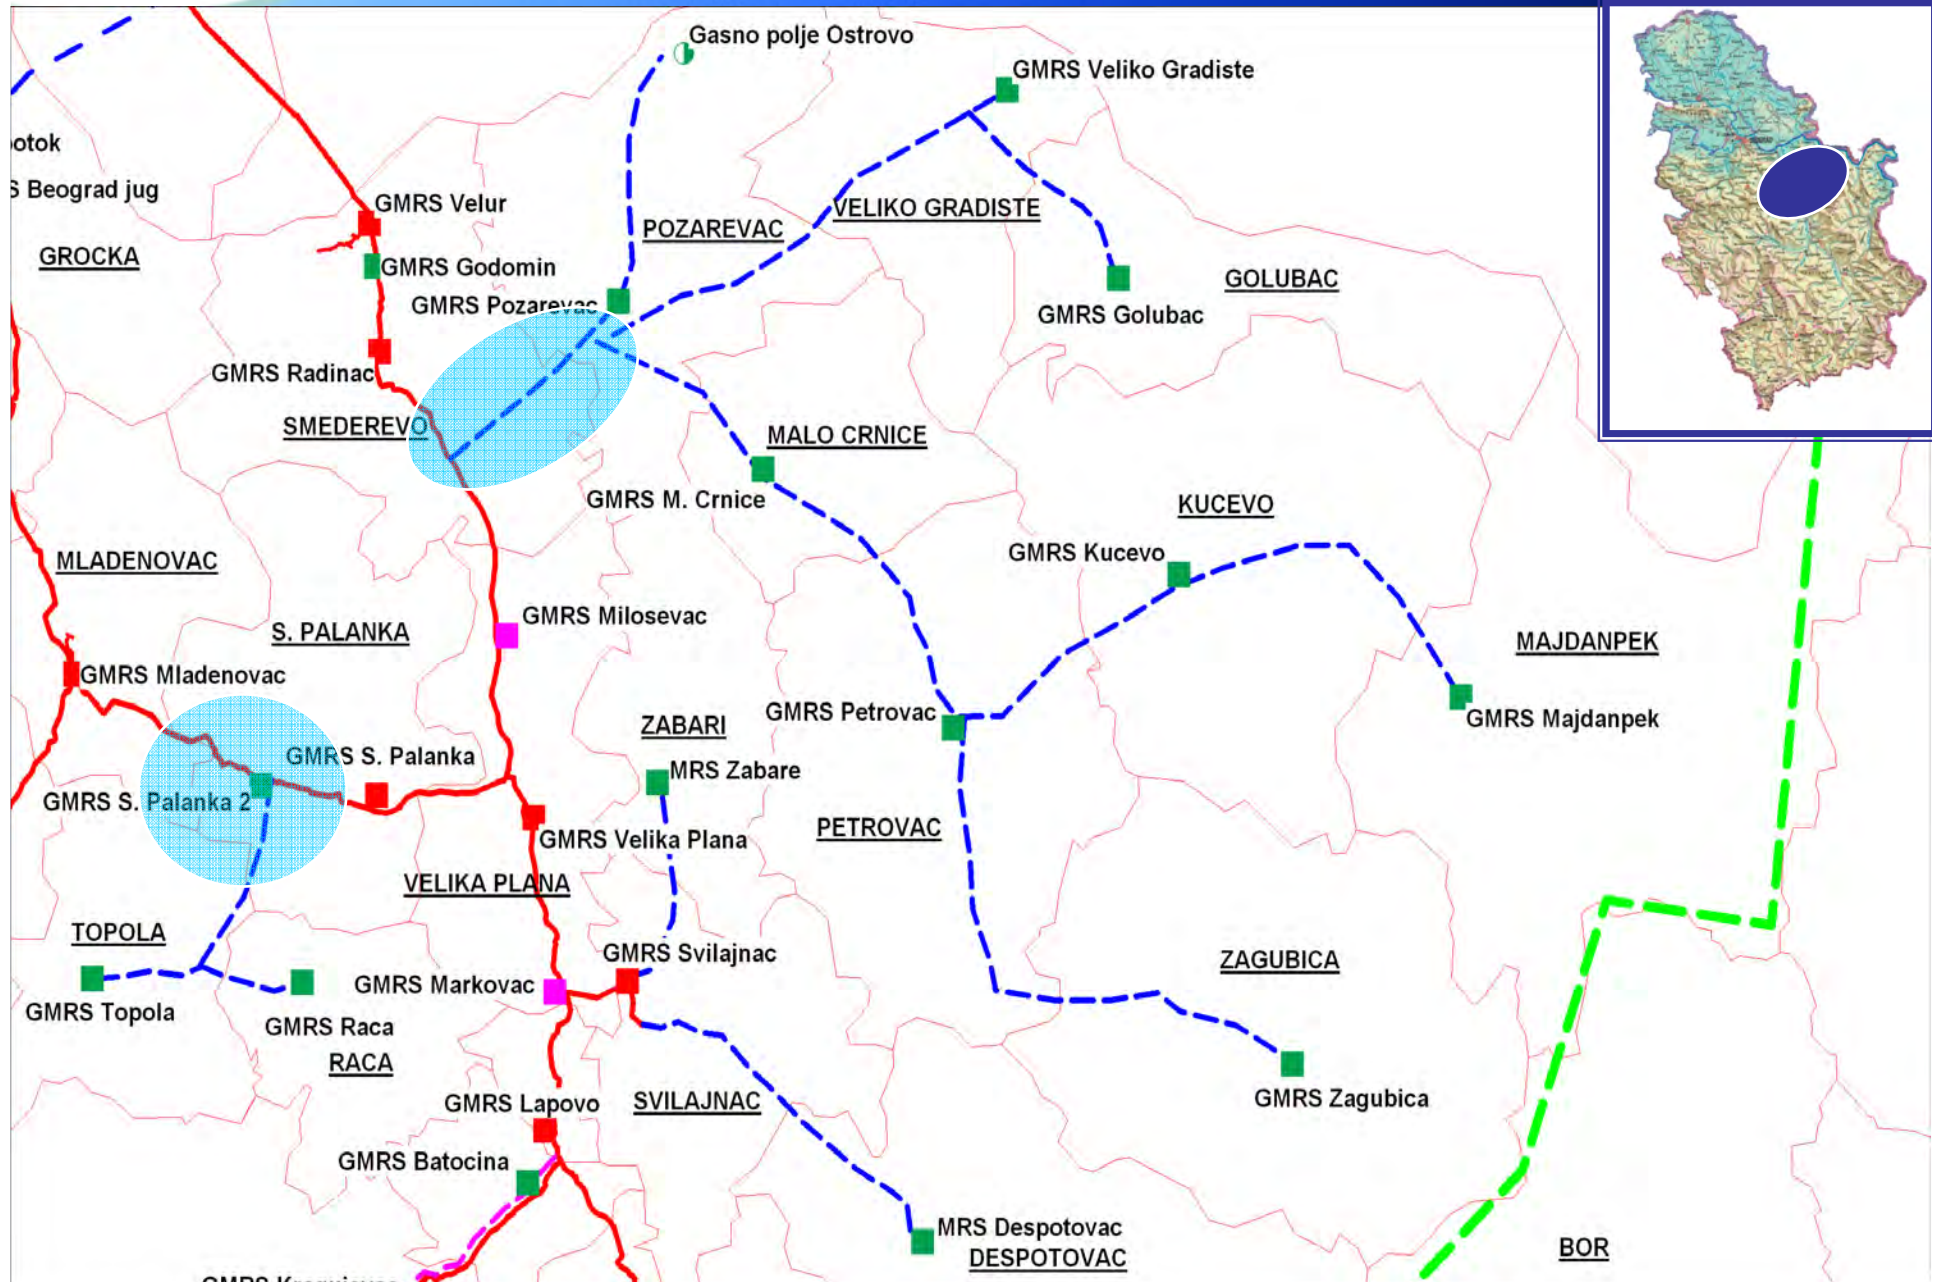 Gasno polje Ostrovo
GMRS Veliko Gradiste
otok
S Beograd jug
GMRS Velur
VELIKO GRADISTE
POZAREVAC
GROCKA
GMRS Godomin
GOLUBAC
GMRS Pozarevac
GMRS Golubac
GMRS Radinac
SMEDEREVO
MALO CRNICE
GMRS M. Crnice
KUCEVO
GMRS Kucevo
MLADENOVAC
GMRS Milosevac
S. PALANKA
MAJDANPEK
GMRS Mladenovac
GMRS Petrovac
GMRS Majdanpek
ZABARI
GMRS S. Palanka
MRS Zabare
GMRS S. Palanka 2
PETROVAC
GMRS Velika Plana
VELIKA PLANA
TOPOLA
GMRS Svilajnac
ZAGUBICA
GMRS Markovac
GMRS Topola
GMRS Raca
RACA
GMRS Lapovo
SVILAJNAC
GMRS Zagubica
GMRS Batocina
MRS Despotovac
DESPOTOVAC
BOR